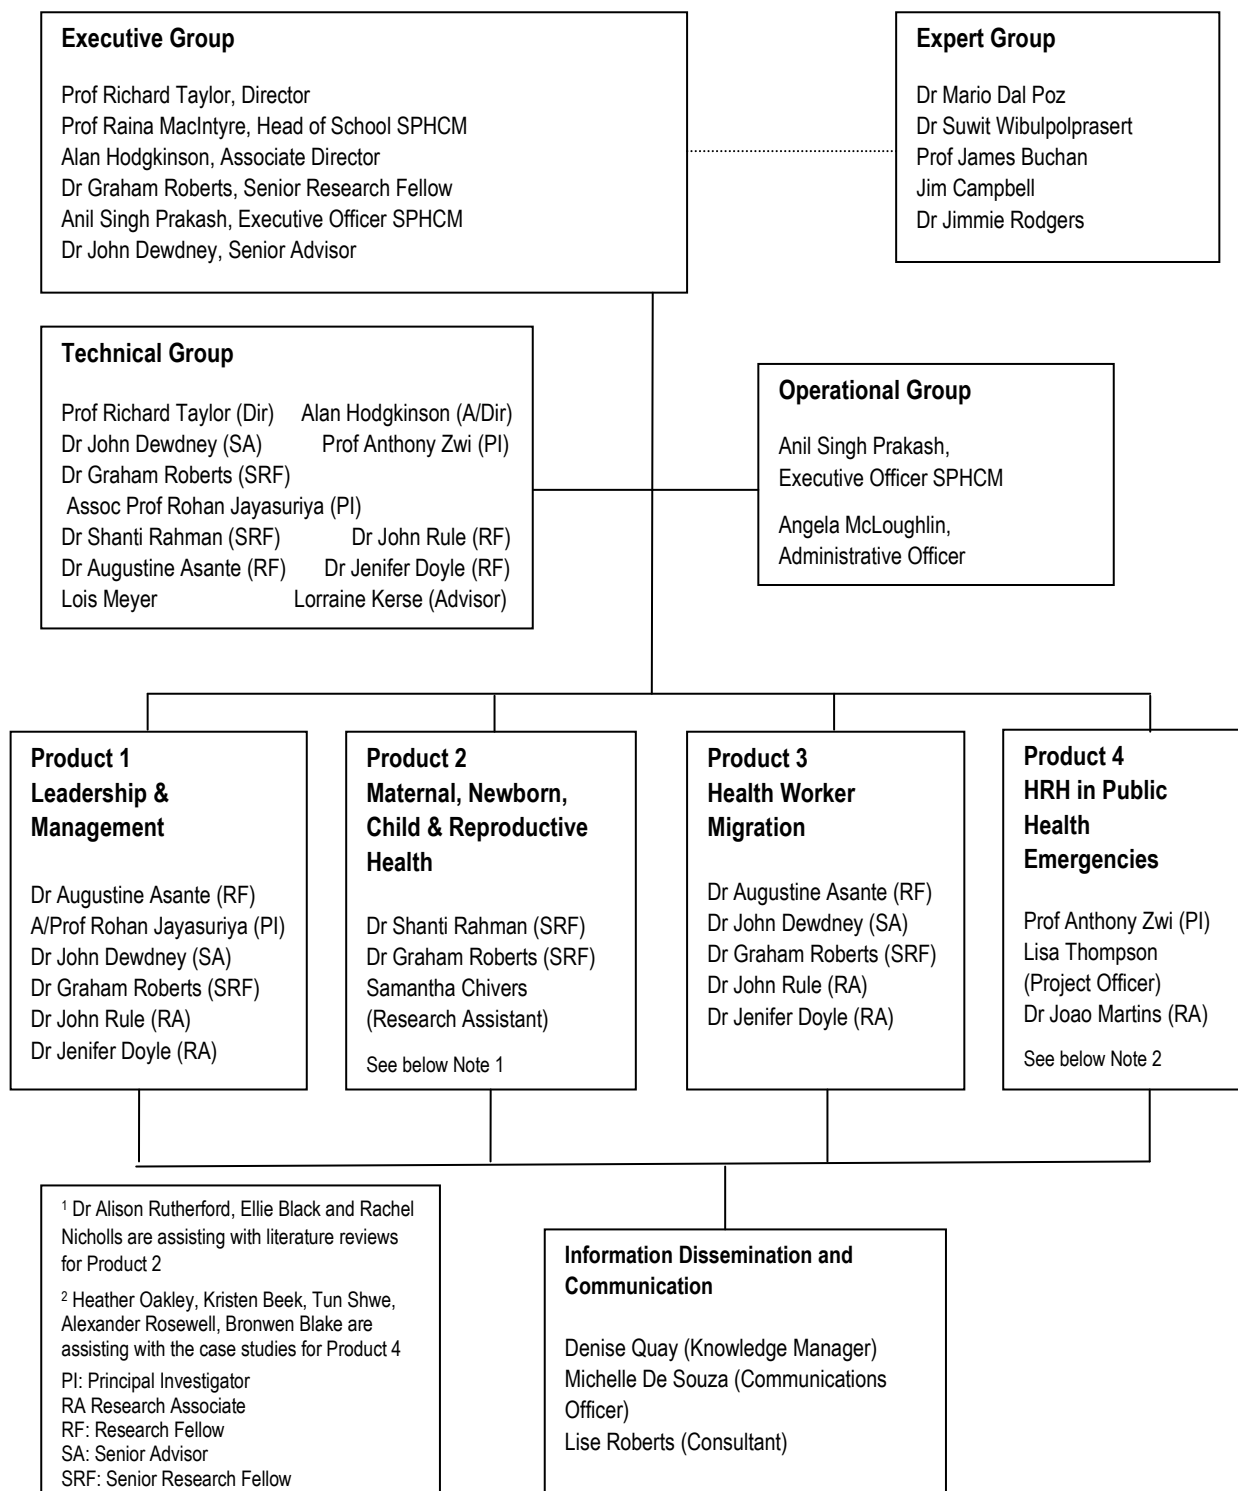 Executive Group
Prof Richard Taylor, Director
Prof Raina MacIntyre, Head of School SPHCM
Alan Hodgkinson, Associate Director
Dr Graham Roberts, Senior Research Fellow
Anil Singh Prakash, Executive Officer SPHCM
Dr John Dewdney, Senior Advisor
Expert Group
Dr Mario Dal Poz
Dr Suwit Wibulpolprasert
Prof James Buchan
Jim Campbell
Dr Jimmie Rodgers
Technical Group
Prof Richard Taylor (Dir) Alan Hodgkinson (A/Dir)
Dr John Dewdney (SA) Prof Anthony Zwi (PI)
Dr Graham Roberts (SRF)
Assoc Prof Rohan Jayasuriya (PI)
Dr Shanti Rahman (SRF) Dr John Rule (RF)
Dr Augustine Asante (RF) Dr Jenifer Doyle (RF)
Lois Meyer Lorraine Kerse (Advisor)
Operational Group
Anil Singh Prakash,
Executive Officer SPHCM
Angela McLoughlin,
Administrative Officer
Product 1
Leadership &
Management
Dr Augustine Asante (RF)
A/Prof Rohan Jayasuriya (PI)
Dr John Dewdney (SA)
Dr Graham Roberts (SRF)
Dr John Rule (RA)
Dr Jenifer Doyle (RA)
Product 2
Maternal, Newborn,
Child & Reproductive
Health
Dr Shanti Rahman (SRF)
Dr Graham Roberts (SRF)
Samantha Chivers
(Research Assistant)
See below Note 1
Product 3
Health Worker
Migration
Dr Augustine Asante (RF)
Dr John Dewdney (SA)
Dr Graham Roberts (SRF)
Dr John Rule (RA)
Dr Jenifer Doyle (RA)
Product 4
HRH in Public
Health
Emergencies
Prof Anthony Zwi (PI)
Lisa Thompson
(Project Officer)
Dr Joao Martins (RA)
See below Note 2
¹ Dr Alison Rutherford, Ellie Black and Rachel
Nicholls are assisting with literature reviews
for Product 2
² Heather Oakley, Kristen Beek, Tun Shwe,
Alexander Rosewell, Bronwen Blake are
assisting with the case studies for Product 4
PI: Principal Investigator
RA Research Associate
RF: Research Fellow
SA: Senior Advisor
SRF: Senior Research Fellow
Information Dissemination and
Communication
Denise Quay (Knowledge Manager)
Michelle De Souza (Communications
Officer)
Lise Roberts (Consultant)